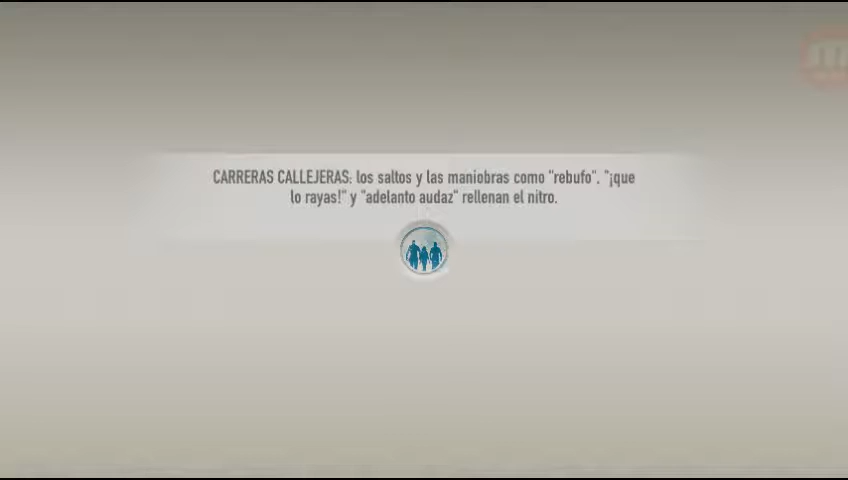 CARRERAS CALLEJERAS: los saltos y las maniobras como "rebufo", "¡que
lo rayas!" y "adelanto audaz" rellenan el nitro.